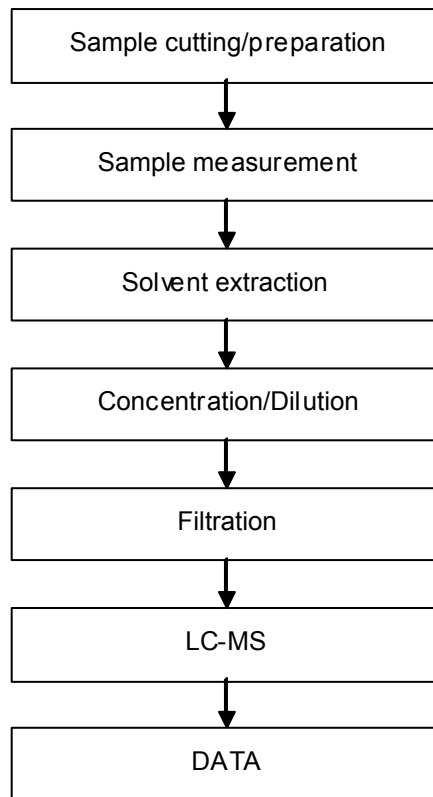 Sample cutting/preparation
Sample measurement
Solvent extraction
Concentration/Dilution
Filtration
LC-MS
DATA